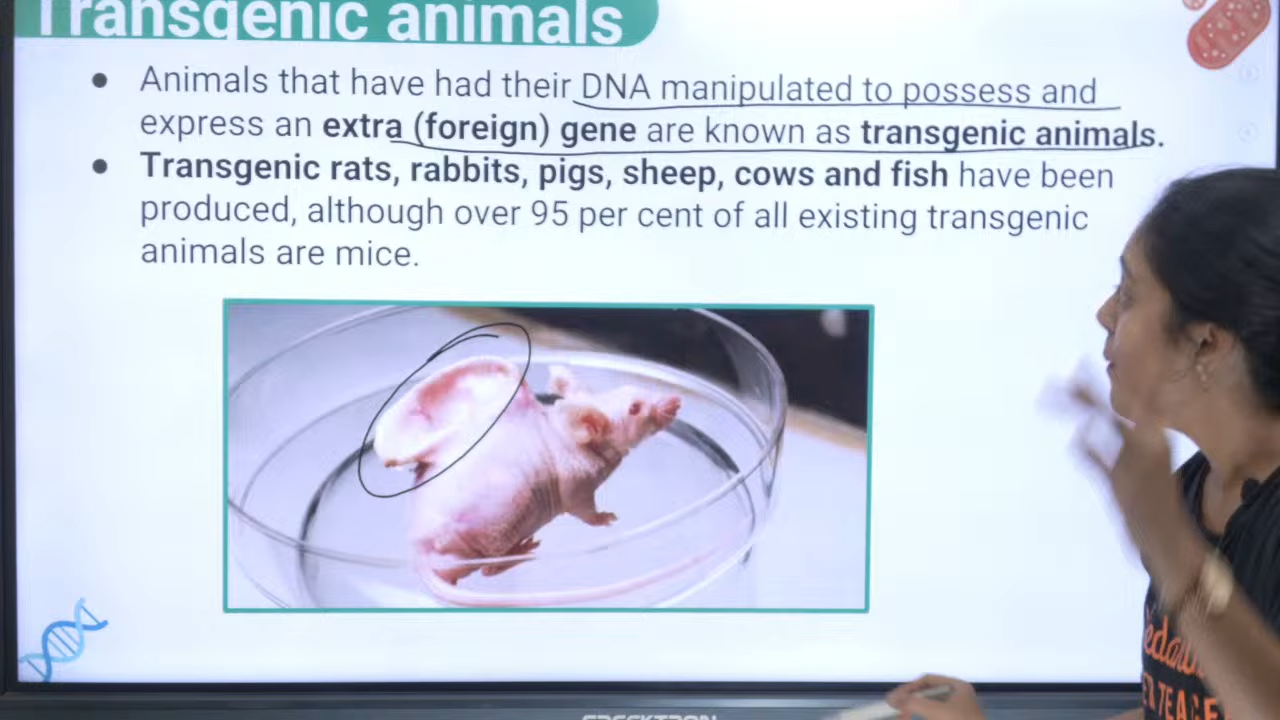 Transgenic animals
● Animals that have had their DNA manipulated to possess and
express an extra (foreign) gene are known as transgenic animals.
● Transgenic rats, rabbits, pigs, sheep, cows and fish have been
produced, although over 95 per cent of all existing transgenic
animals are mice.